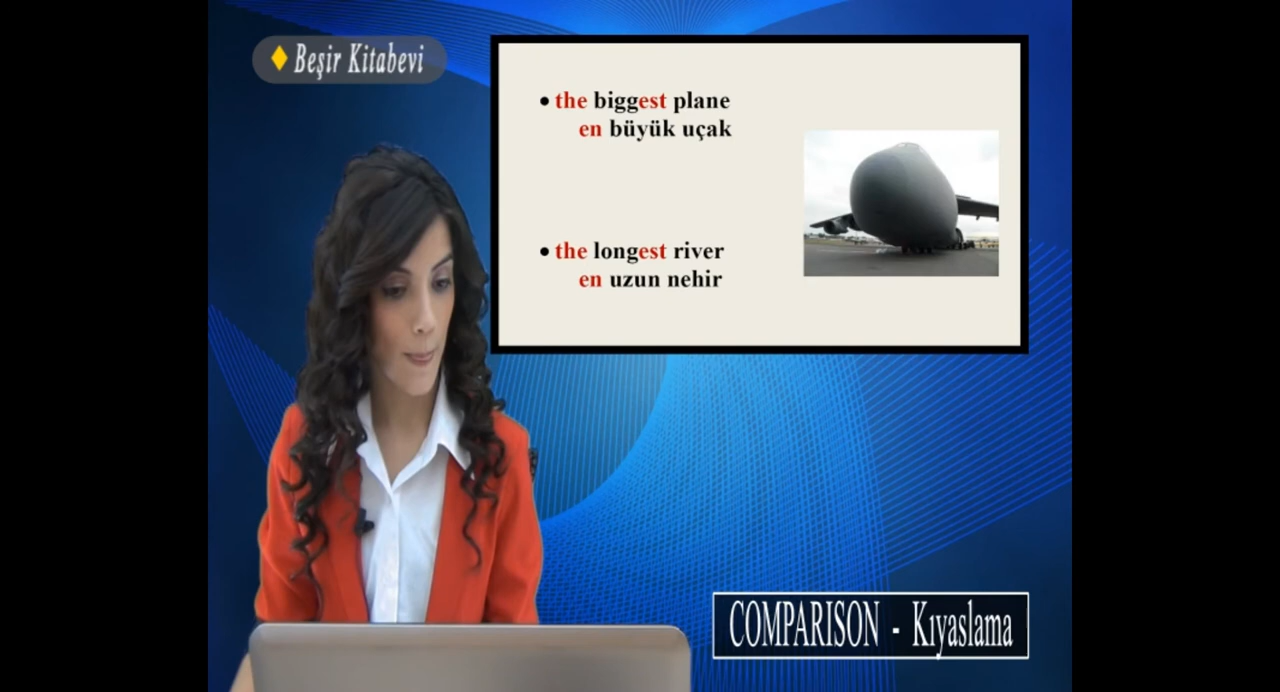 Beşir Kitabevi
• the biggest plane
en büyük uçak
• the longest river
en uzun nehir
COMPARISON - Kıyaslama